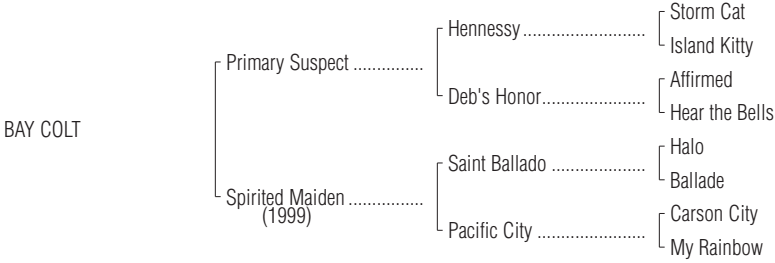 Storm Cat
Hennessy ..........................
Island Kitty
Primary Suspect ...............
Affirmed
Deb's Honor......................
Hear the Bells
BAY COLT
Halo
Saint Ballado ....................
Ballade
Spirited Maiden ................
(1999)
Carson City
Pacific City .......................
My Rainbow